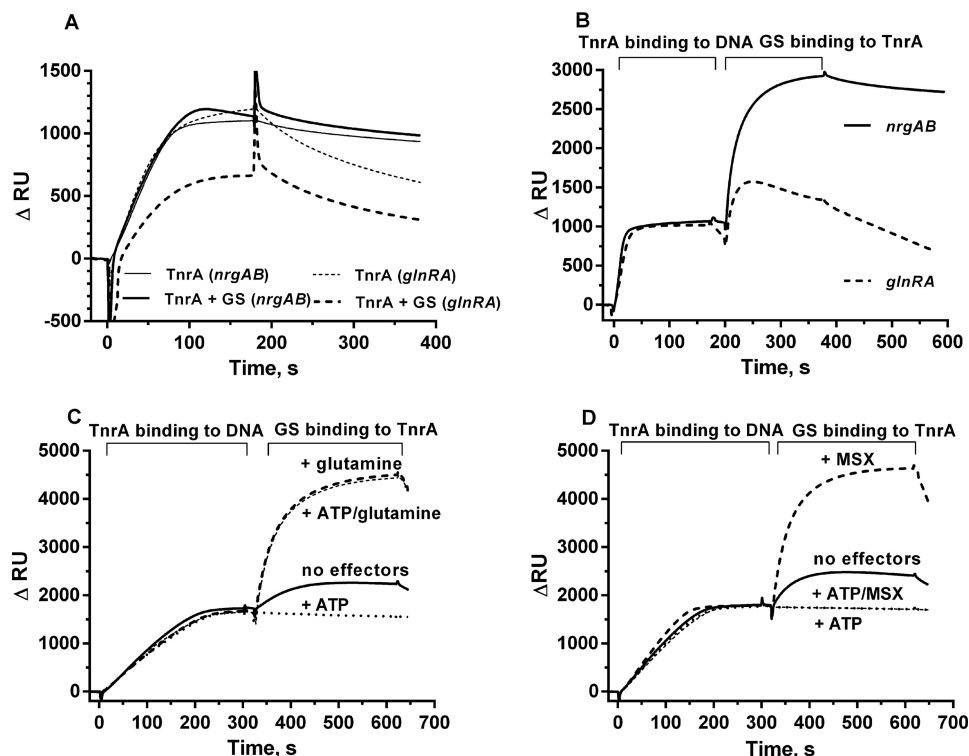 A
1500
1000
500
0
-500
Δ RU
TnrA (nrgAB)
TnrA (glnRA)
TnrA + GS (nrgAB)
TnrA + GS (glnRA)
0 100 200 300 400
Time, s
B
TnrA binding to DNA GS binding to TnrA
3000
2500
2000
1500
1000
500
0
Δ RU
nrgAB
glnRA
0 100 200 300 400 500 600
Time, s
C
TnrA binding to DNA GS binding to TnrA
5000
4000
3000
2000
1000
0
Δ RU
+ glutamine
+ ATP/glutamine
no effectors
+ ATP
0 100 200 300 400 500 600 700
Time, s
D
TnrA binding to DNA GS binding to TnrA
5000
4000
3000
2000
1000
0
ΔRU
+ MSX
no effectors
+ ATP/MSX
+ ATP
0 100 200 300 400 500 600 700
Time, s